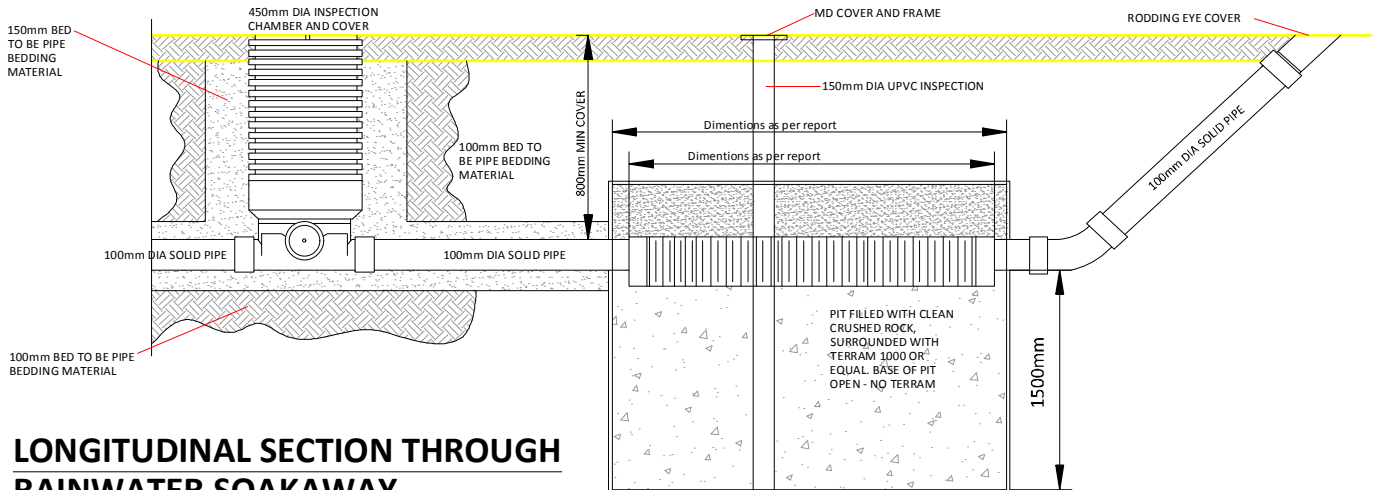 450mm DIA INSPECTION
CHAMBER AND COVER
MD COVER AND FRAME
RODDING EYE COVER
150mm BED
TO BE PIPE
BEDDING
MATERIAL
150mm DIA UPVC INSPECTION
800mm MIN COVER
Dimentions as per report
Dimentions as per report
100mm BED TO
BE PIPE BEDDING
MATERIAL
100mm DIA SOLID PIPE
100mm DIA SOLID PIPE
100mm DIA SOLID PIPE
PIT FILLED WITH CLEAN
CRUSHED ROCK,
SURROUNDED WITH
TERRAM 1000 OR
EQUAL. BASE OF PIT
OPEN - NO TERRAM
1500mm
100mm BED TO BE PIPE
BEDDING MATERIAL
LONGITUDINAL SECTION THROUGH
RAINWATER SOAKAWAY